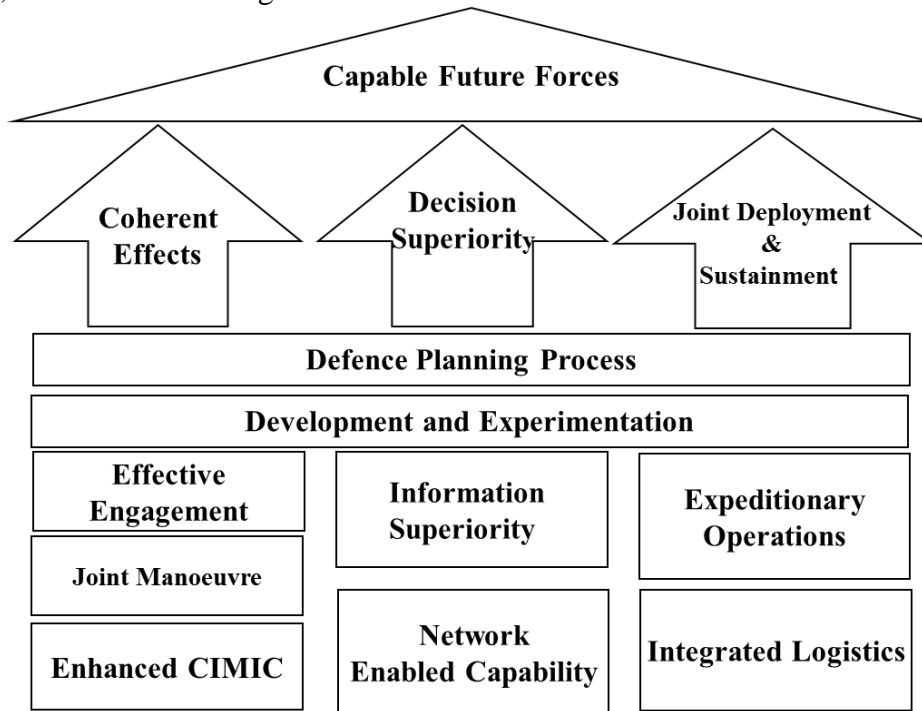 Capable Future Forces
Coherent
Effects
Decision
Superiority
Joint Deployment
&
Sustainment
Defence Planning Process
Development and Experimentation
Effective
Engagement
Joint Manoeuvre
Enhanced CIMIC
Information
Superiority
Network
Enabled Capability
Expeditionary
Operations
Integrated Logistics